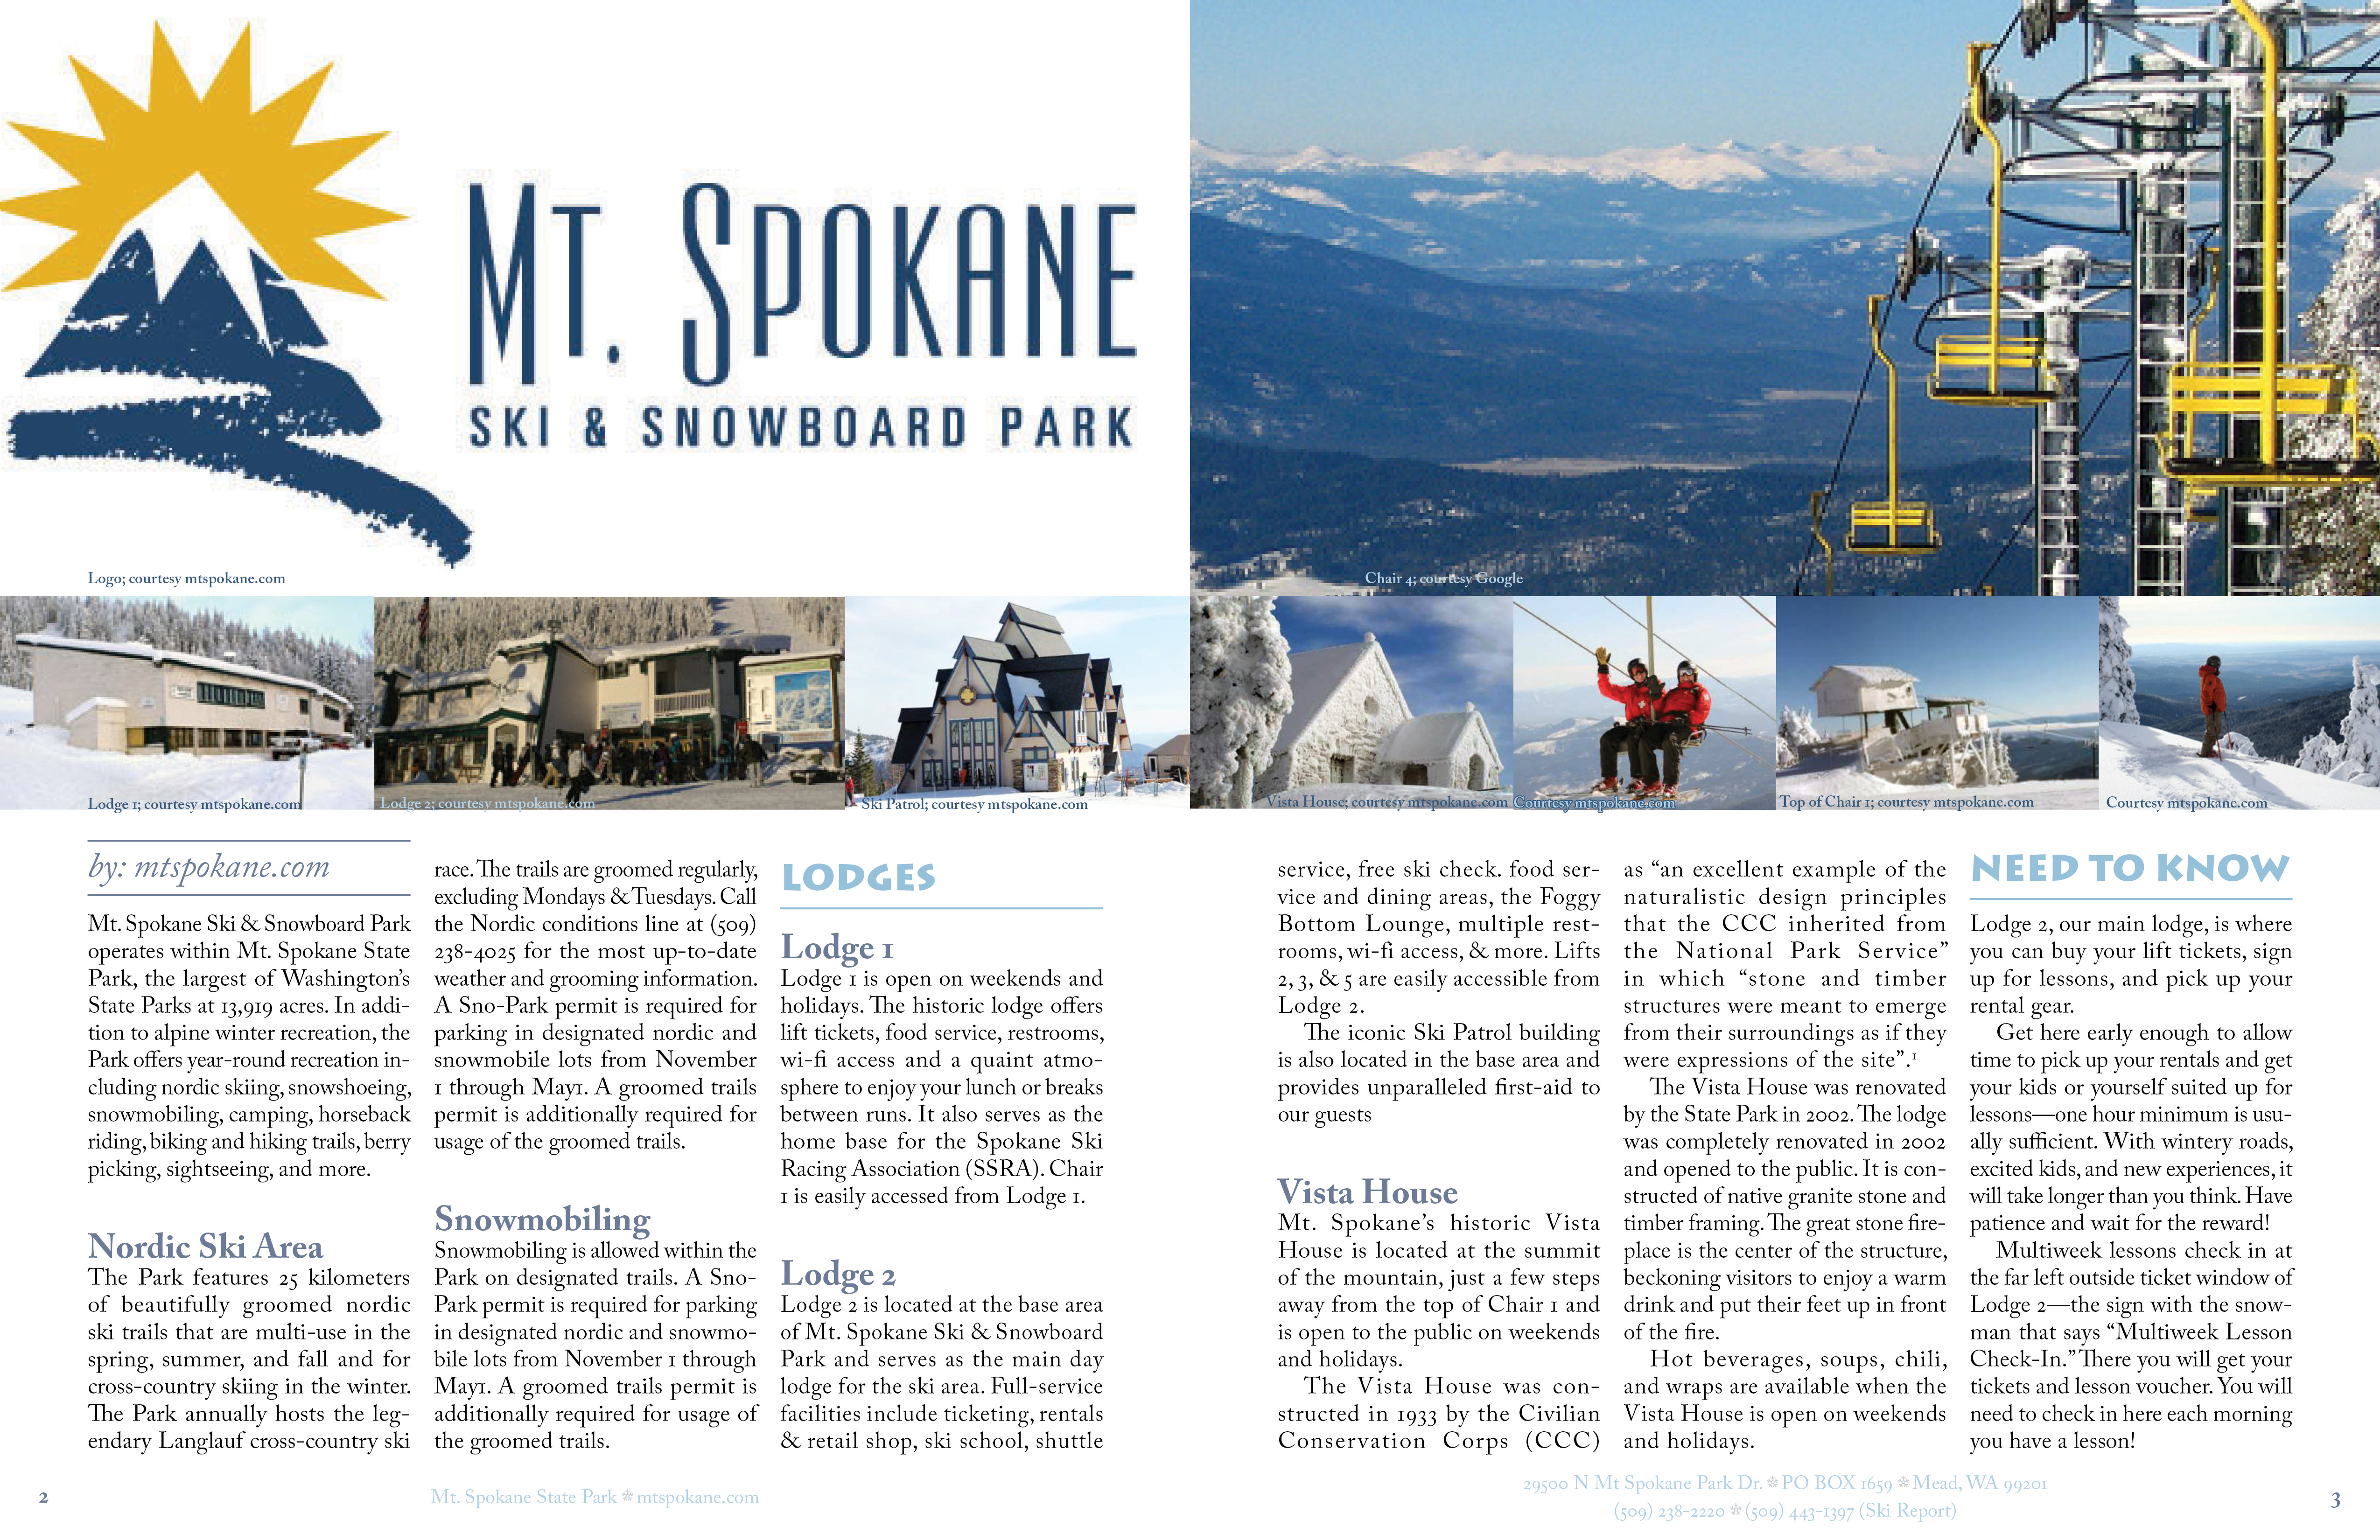 MT. SPOKANE
SKI & SNOWBOARD PARK
Logo; courtesy mtspokane.com
Chair 4; courtesy Google
Lodge 1; courtesy mtspokane.com
Lodge 2; courtesy mtspokane.com
Ski Patrol; courtesy mtspokane.com
Vista House; courtesy mtspokane.com
Courtesy mtspokane.com
Top of Chair 1; courtesy mtspokane.com
Courtesy mtspokane.com
by: mtspokane.com
Mt. Spokane Ski & Snowboard Park
operates within Mt. Spokane State
Park, the largest of Washington's
State Parks at 13,919 acres. In addi-
tion to alpine winter recreation, the
Park offers year-round recreation in-
cluding nordic skiing, snowshoeing,
snowmobiling, camping, horseback
riding, biking and hiking trails, berry
picking, sightseeing, and more.
Nordic Ski Area
The Park features 25 kilometers
of beautifully groomed nordic
ski trails that are multi-use in the
spring, summer, and fall and for
cross-country skiing in the winter.
The Park annually hosts the leg-
endary Langlauf cross-country ski
race. The trails are groomed regularly,
excluding Mondays & Tuesdays. Call
the Nordic conditions line at (509)
238-4025 for the most up-to-date
weather and grooming information.
A Sno-Park permit is required for
parking in designated nordic and
snowmobile lots from November
1 through May1. A groomed trails
permit is additionally required for
usage of the groomed trails.
Snowmobiling
Snowmobiling is allowed within the
Park on designated trails. A Sno-
Park permit is required for parking
in designated nordic and snowmo-
bile lots from November 1 through
May1. A groomed trails permit is
additionally required for usage of
the groomed trails.
LODGES
Lodge 1
Lodge 1 is open on weekends and
holidays. The historic lodge offers
lift tickets, food service, restrooms,
wi-fi access and a quaint atmo-
sphere to enjoy your lunch or breaks
between runs. It also serves as the
home base for the Spokane Ski
Racing Association (SSRA). Chair
1 is easily accessed from Lodge 1.
Lodge 2
Lodge 2 is located at the base area
of Mt. Spokane Ski & Snowboard
Park and serves as the main day
lodge for the ski area. Full-service
facilities include ticketing, rentals
& retail shop, ski school, shuttle
service, free ski check. food ser-
vice and dining areas, the Foggy
Bottom Lounge, multiple rest-
rooms, wi-fi access, & more. Lifts
2, 3, & 5 are easily accessible from
Lodge 2.
The iconic Ski Patrol building
is also located in the base area and
provides unparalleled first-aid to
our guests
Vista House
Mt. Spokane's historic Vista
House is located at the summit
of the mountain, just a few steps
away from the top of Chair 1 and
is open to the public on weekends
and holidays.
The Vista House was con-
structed in 1933 by the Civilian
Conservation Corps (CCC)
as "an excellent example of the
naturalistic design principles
that the CCC inherited from
the National Park Service"
in which "stone and timber
structures were meant to emerge
from their surroundings as if they
were expressions of the site".1
The Vista House was renovated
by the State Park in 2002. The lodge
was completely renovated in 2002
and opened to the public. It is con-
structed of native granite stone and
timber framing. The great stone fire-
place is the center of the structure,
beckoning visitors to enjoy a warm
drink and put their feet up in front
of the fire.
Hot beverages, soups, chili,
and wraps are available when the
Vista House is open on weekends
and holidays.
NEED TO KNOW
Lodge 2, our main lodge, is where
you can buy your lift tickets, sign
up for lessons, and pick up your
rental gear.
Get here early enough to allow
time to pick up your rentals and get
your kids or yourself suited up for
lessons—one hour minimum is usu-
ally sufficient. With wintery roads,
excited kids, and new experiences, it
will take longer than you think. Have
patience and wait for the reward!
Multiweek lessons check in at
the far left outside ticket window of
Lodge 2—the sign with the snow-
man that says "Multiweek Lesson
Check-In." There you will get your
tickets and lesson voucher. You will
need to check in here each morning
you have a lesson!
2
Mt. Spokane State Park * mtspokane.com
29500 N Mt Spokane Park Dr. * PO BOX 1659 * Mead, WA 99201
(509) 238-2220 * (509) 443-1397 (Ski Report)
3